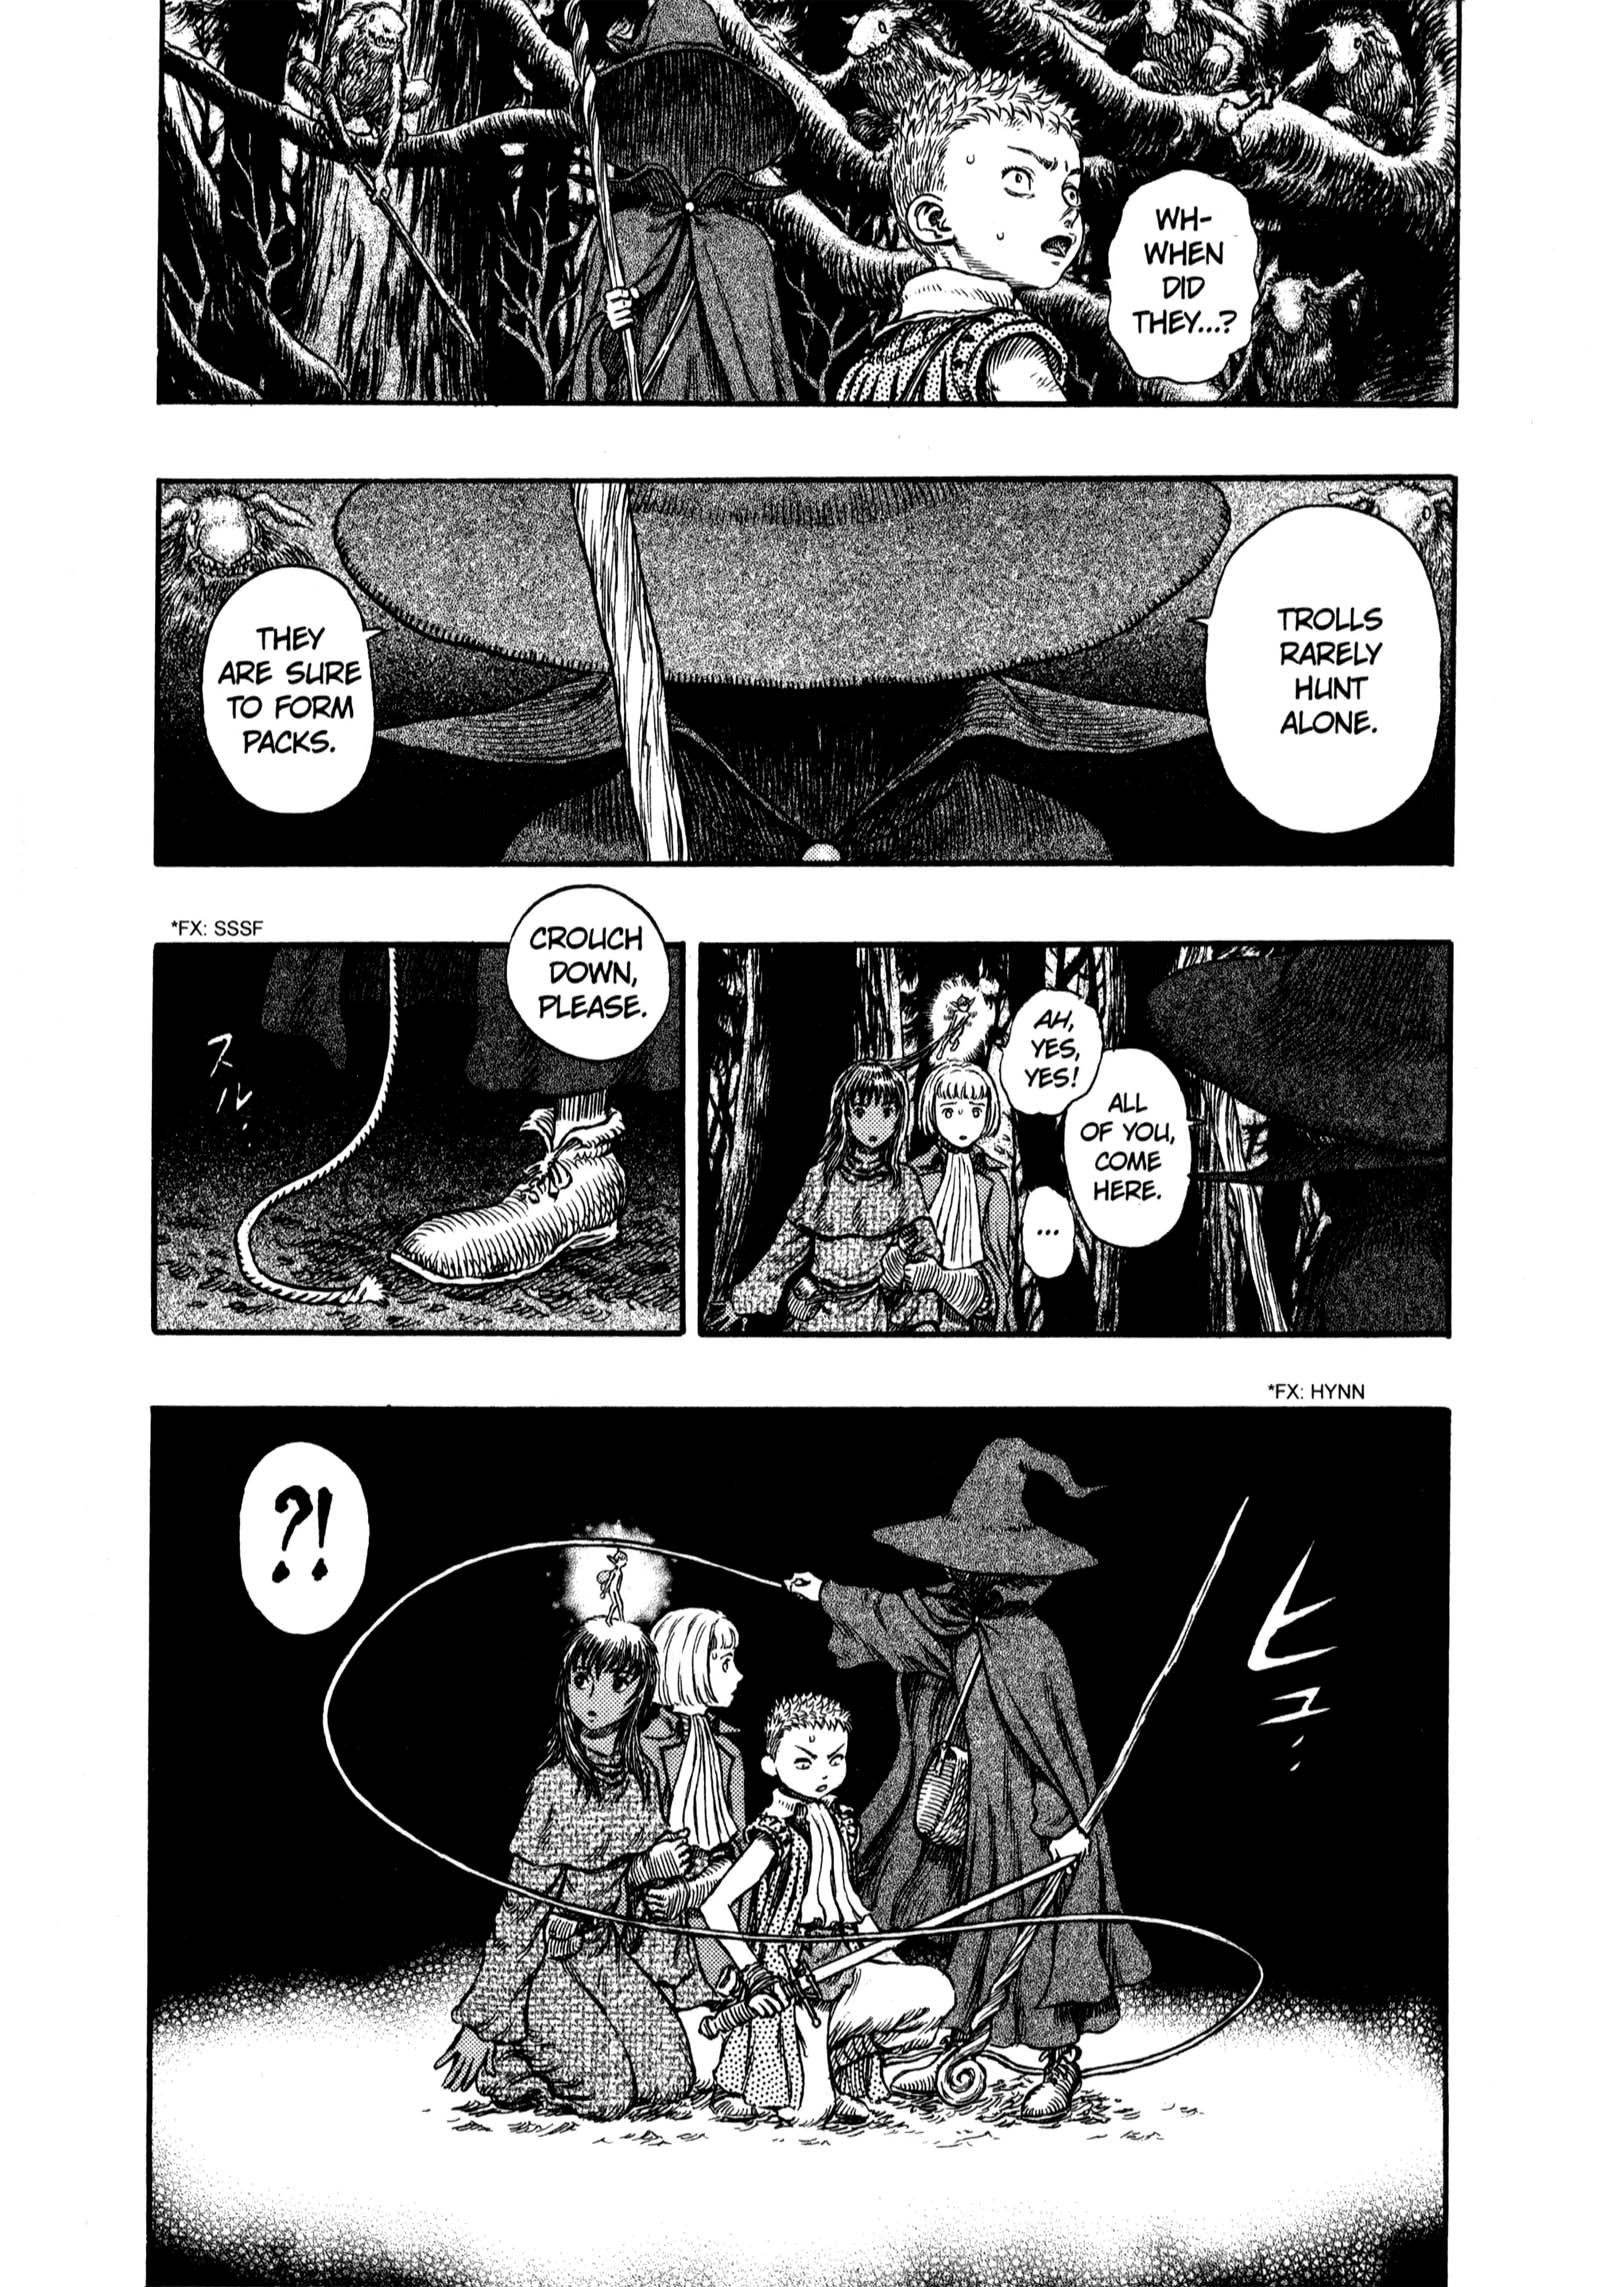 WH-
WHEN
DID
THEY...?
TROLLS
RARELY
HUNT
ALONE.
THEY
ARE SURE
TO FORM
PACKS.
ALL
OF YOU,
COME
HERE.
AH,
YES,
YES!
...
*FX: SSSF
CROUCH
DOWN,
PLEASE.
スル
*FX: HYNN
ヒュ
?!